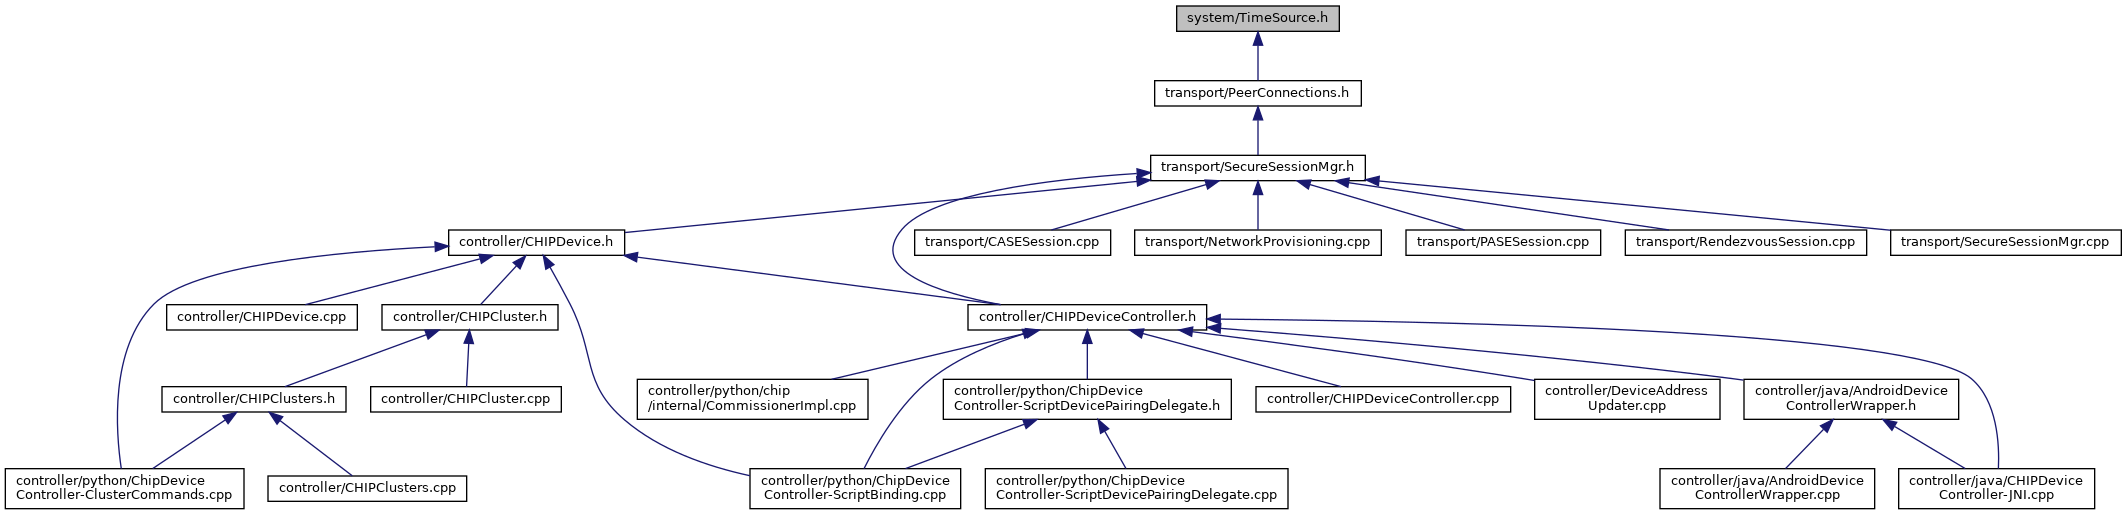 system/TimeSource.h
transport/PeerConnections.h
transport/SecureSessionMgr.h
controller/CHIPDevice.h
transport/CASESession.cpp
transport/NetworkProvisioning.cpp
transport/PASESession.cpp
transport/RendezvousSession.cpp
transport/SecureSessionMgr.cpp
controller/CHIPDevice.cpp
controller/CHIPCluster.h
controller/CHIPDeviceController.h
controller/CHIPClusters.h
controller/CHIPCluster.cpp
controller/python/chip
/internal/CommissionerImpl.cpp
controller/python/ChipDevice
Controller-ScriptDevicePairingDelegate.h
controller/CHIPDeviceController.cpp
controller/DeviceAddress
Updater.cpp
controller/java/AndroidDevice
ControllerWrapper.h
controller/python/ChipDevice
Controller-ClusterCommands.cpp
controller/CHIPClusters.cpp
controller/python/ChipDevice
Controller-ScriptBinding.cpp
controller/python/ChipDevice
Controller-ScriptDevicePairingDelegate.cpp
controller/java/AndroidDevice
ControllerWrapper.cpp
controller/java/CHIPDevice
Controller-JNI.cpp